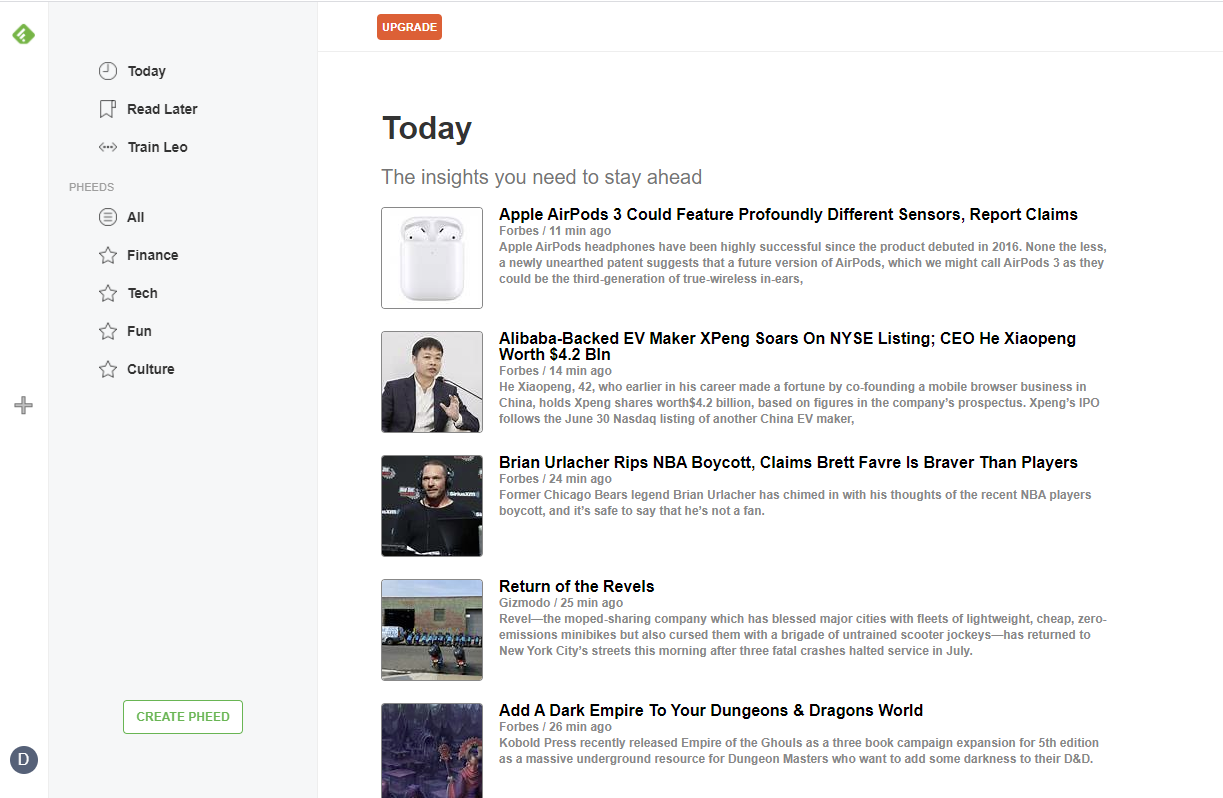 UPGRADE
Today
Read Later
Train Leo
PHEEDS
All
Finance
Tech
Fun
Culture
CREATE PHEED
D
Today
The insights you need to stay ahead
Apple AirPods 3 Could Feature Profoundly Different Sensors, Report Claims
Forbes / 11 min ago
Apple AirPods headphones have been highly successful since the product debuted in 2016. None the less,
a newly unearthed patent suggests that a future version of AirPods, which we might call AirPods 3 as they
could be the third-generation of true-wireless in-ears,
Alibaba-Backed EV Maker XPeng Soars On NYSE Listing; CEO He Xiaopeng
Worth $4.2 Bln
Forbes / 14 min ago
He Xiaopeng, 42, who earlier in his career made a fortune by co-founding a mobile browser business in
China, holds Xpeng shares worth$4.2 billion, based on figures in the company’s prospectus. Xpeng’s IPO
follows the June 30 Nasdaq listing of another China EV maker,
SiriusXM
Brian Urlacher Rips NBA Boycott, Claims Brett Favre Is Braver Than Players
Forbes / 24 min ago
Former Chicago Bears legend Brian Urlacher has chimed in with his thoughts of the recent NBA players
boycott, and it’s safe to say that he’s not a fan.
Return of the Revels
Gizmodo / 25 min ago
Revel—the moped-sharing company which has blessed major cities with fleets of lightweight, cheap, zero-
emissions minibikes but also cursed them with a brigade of untrained scooter jockeys—has returned to
New York City’s streets this morning after three fatal crashes halted service in July.
Add A Dark Empire To Your Dungeons & Dragons World
Forbes / 26 min ago
Kobold Press recently released Empire of the Ghouls as a three book campaign expansion for 5th edition
as a massive underground resource for Dungeon Masters who want to add some darkness to their D&D.